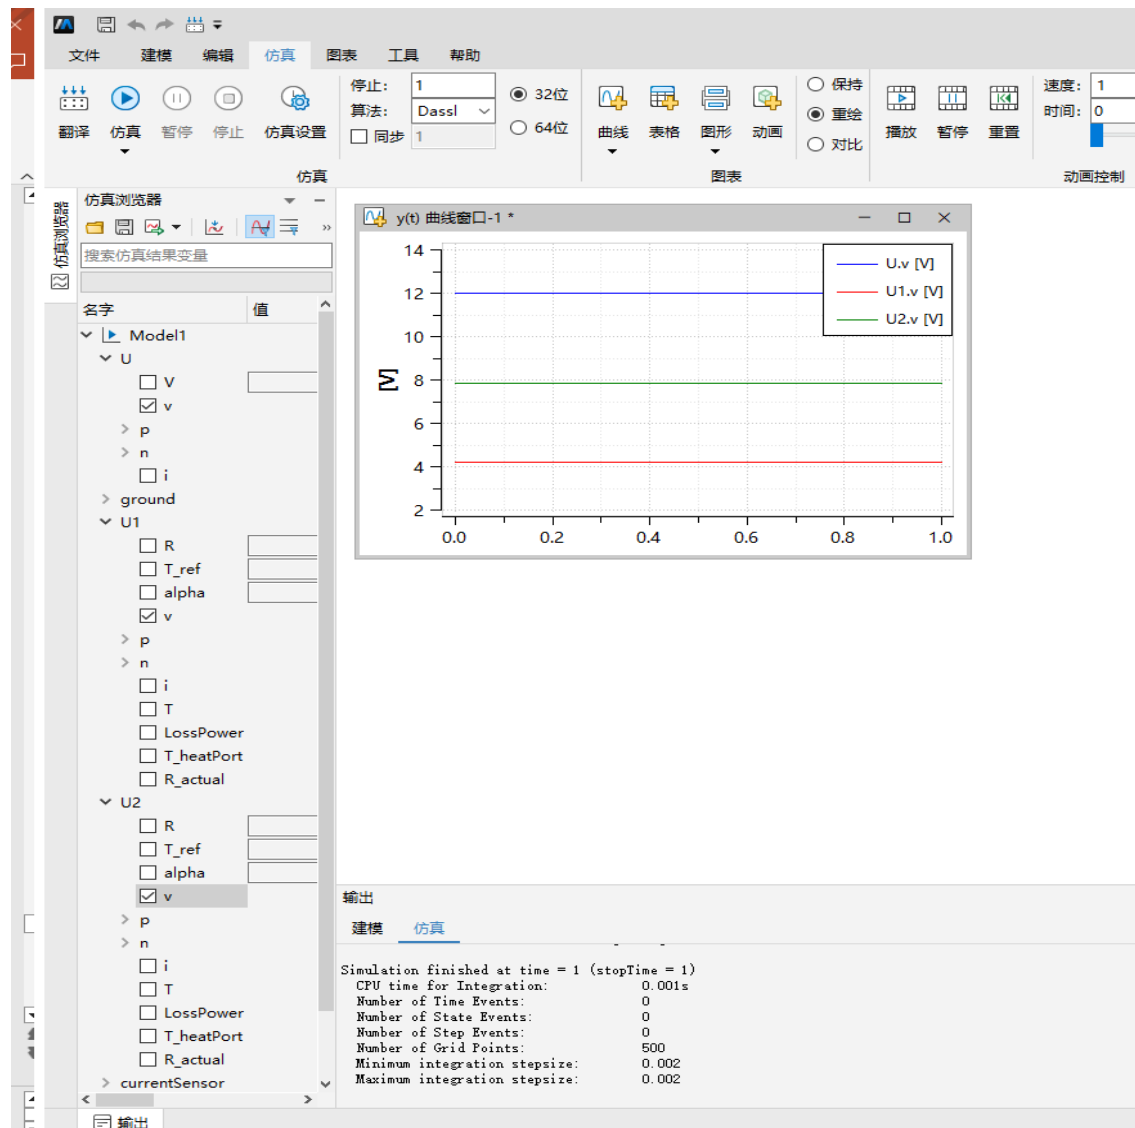 文件 建模 编辑 仿真 图表 工具 帮助
停止: 1 32位 保持 速度: 1
算法: Dassl 64位 重绘 时间: 0
同步 1 对比
翻译 仿真 暂停 停止 仿真设置 曲线 表格 图形 动画 播放 暂停 重置
仿真 图表 动画控制
仿真浏览器
仿真浏览器
搜索仿真结果变量
名字 值
Model1
U
V
v
p
n
i
ground
U1
R
T_ref
alpha
v
p
n
i
T
LossPower
T_heatPort
R_actual
U2
R
T_ref
alpha
v
p
n
i
T
LossPower
T_heatPort
R_actual
currentSensor
y(t) 曲线窗口-1 *
14
12
10
8
6
4
2
[V]
U.v [V]
U1.v [V]
U2.v [V]
0.0 0.2 0.4 0.6 0.8 1.0
输出
建模 仿真
Simulation finished at time = 1 (stopTime = 1)
CPU time for Integration: 0.001s
Number of Time Events: 0
Number of State Events: 0
Number of Step Events: 0
Number of Grid Points: 500
Minimum integration stepsize: 0.002
Maximum integration stepsize: 0.002
输出